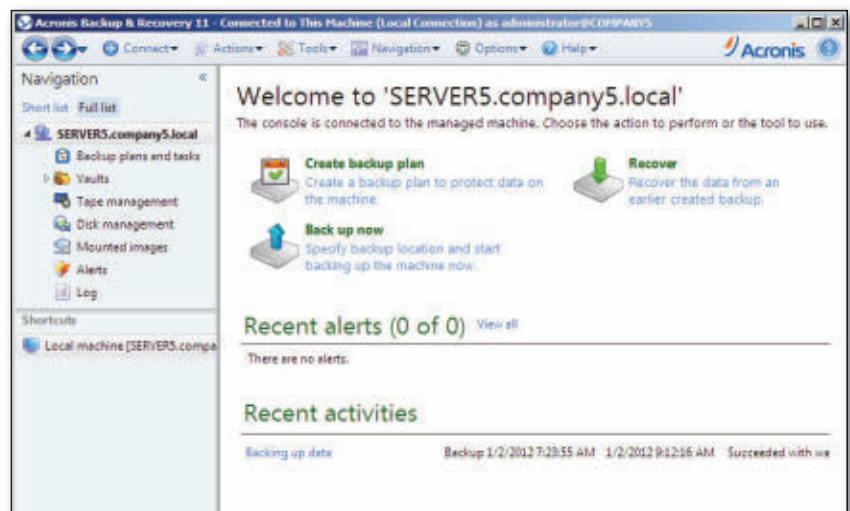 Acronis Backup & Recovery 11 - Connected to This Machine (Local Connection) as administrator@COMPANY5
Connect Actions Tools Navigation Options Help Acronis
Navigation
Short list Full list
SERVER5.company5.local
Backup plans and tasks
Vaults
Tape management
Disk management
Mounted images
Alerts
Log
Shortcuts
Local machine [SERVER5.compa
Welcome to 'SERVER5.company5.local'
The console is connected to the managed machine. Choose the action to perform or the tool to use.
Create backup plan
Create a backup plan to protect data on
the machine.
Recover
Recover the data from an
earlier created backup.
Back up now
Specify backup location and start
backing up the machine now.
Recent alerts (0 of 0) View all
There are no alerts.
Recent activities
Backing up data Backup 1/2/2012 7:23:55 AM 1/2/2012 9:12:16 AM Succeeded with wa